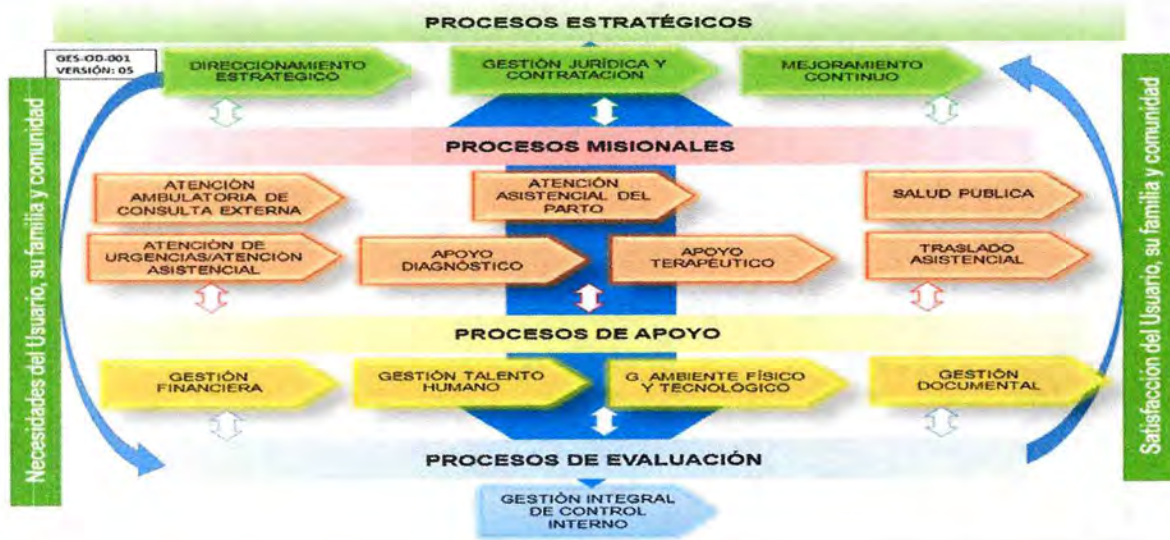 PROCESOS ESTRATÉGICOS
GES-OD-001
VERSIÓN: 05
DIRECCIONAMIENTO
ESTRATÉGICO
GESTIÓN JURÍDICA Y
CONTRATACIÓN
MEJORAMIENTO
CONTINUO
Necesidades del Usuario, su familia y comunidad
PROCESOS MISIONALES
ATENCIÓN
AMBULATORIA DE
CONSULTA EXTERNA
ATENCIÓN
ASISTENCIAL DEL
PARTO
SALUD PÚBLICA
ATENCIÓN DE
URGENCIAS/ATENCIÓN
ASISTENCIAL
APOYO
DIAGNÓSTICO
APOYO
TERAPÉUTICO
TRASLADO
ASISTENCIAL
PROCESOS DE APOYO
GESTIÓN
FINANCIERA
GESTIÓN TALENTO
HUMANO
G. AMBIENTE FÍSICO
Y TECNOLÓGICO
GESTIÓN
DOCUMENTAL
PROCESOS DE EVALUACIÓN
GESTIÓN INTEGRAL
DE CONTROL
INTERNO
Satisfacción del Usuario, su familia y comunidad